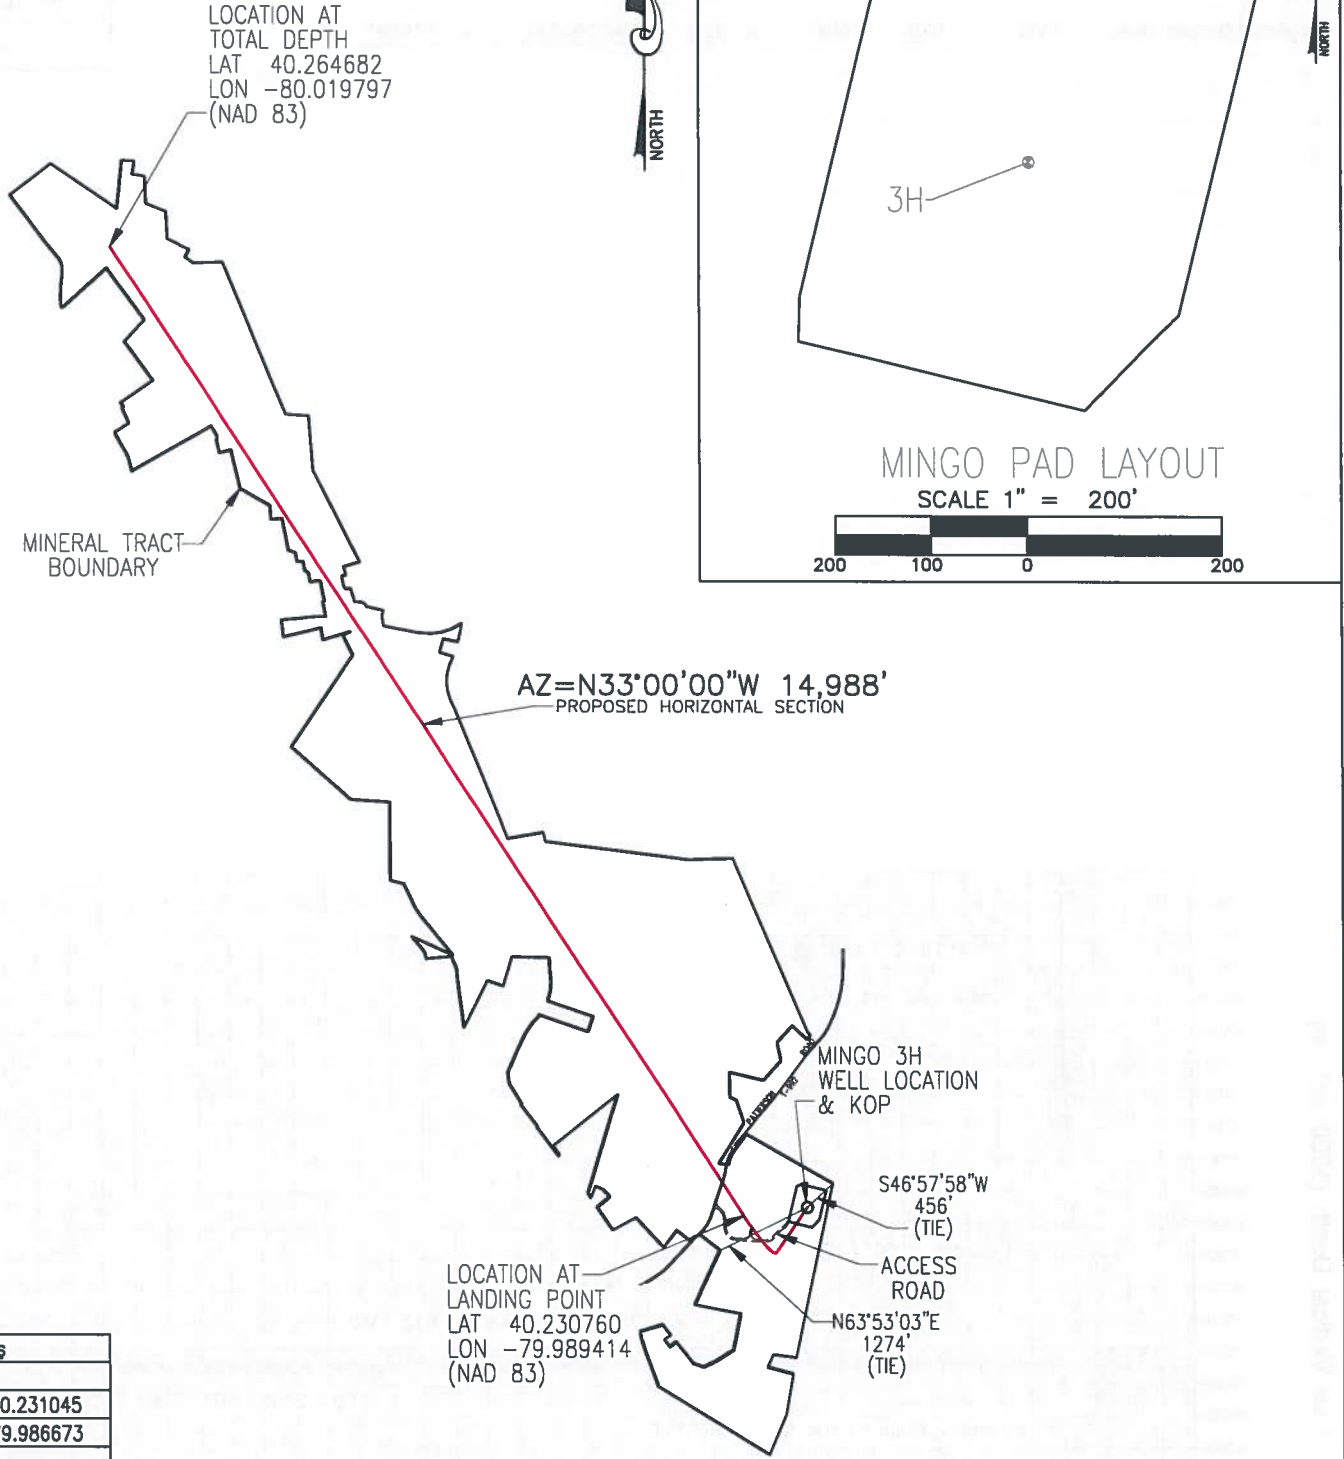 LOCATION AT
TOTAL DEPTH
LAT 40.264682
LON -80.019797
(NAD 83)
NORTH
NORTH
3H
MINGO PAD LAYOUT
SCALE 1" = 200'
200 100 0 200
MINERAL TRACT
BOUNDARY
AZ=N33°00'00"W 14,988'
PROPOSED HORIZONTAL SECTION
MINGO 3H
WELL LOCATION
& KOP
S46°57'58"W
456'
(TIE)
ACCESS
ROAD
N63°53'03"E
1274'
(TIE)
LOCATION AT
LANDING POINT
LAT 40.230760
LON -79.989414
(NAD 83)
S
0.231045
9.986673